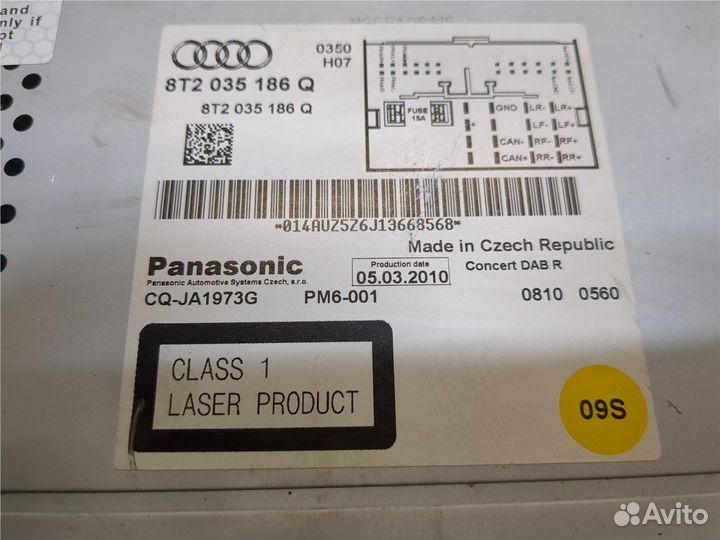 and
only if
ot
0350
H07
8T2 035 186 Q
8T2 035 186 Q
FUSE
15A
GND LR- LR+
+ LF- LF+
CAN- RF- RF+
CAN+ RR- RR+
*014AUZ5Z6J13668568*
Made in Czech Republic
Panasonic
Panasonic Automotive Systems Czech, s.r.o.
Production date
05.03.2010
Concert DAB R
CQ-JA1973G PM6-001 0810 0560
CLASS 1
LASER PRODUCT
09S
Avito